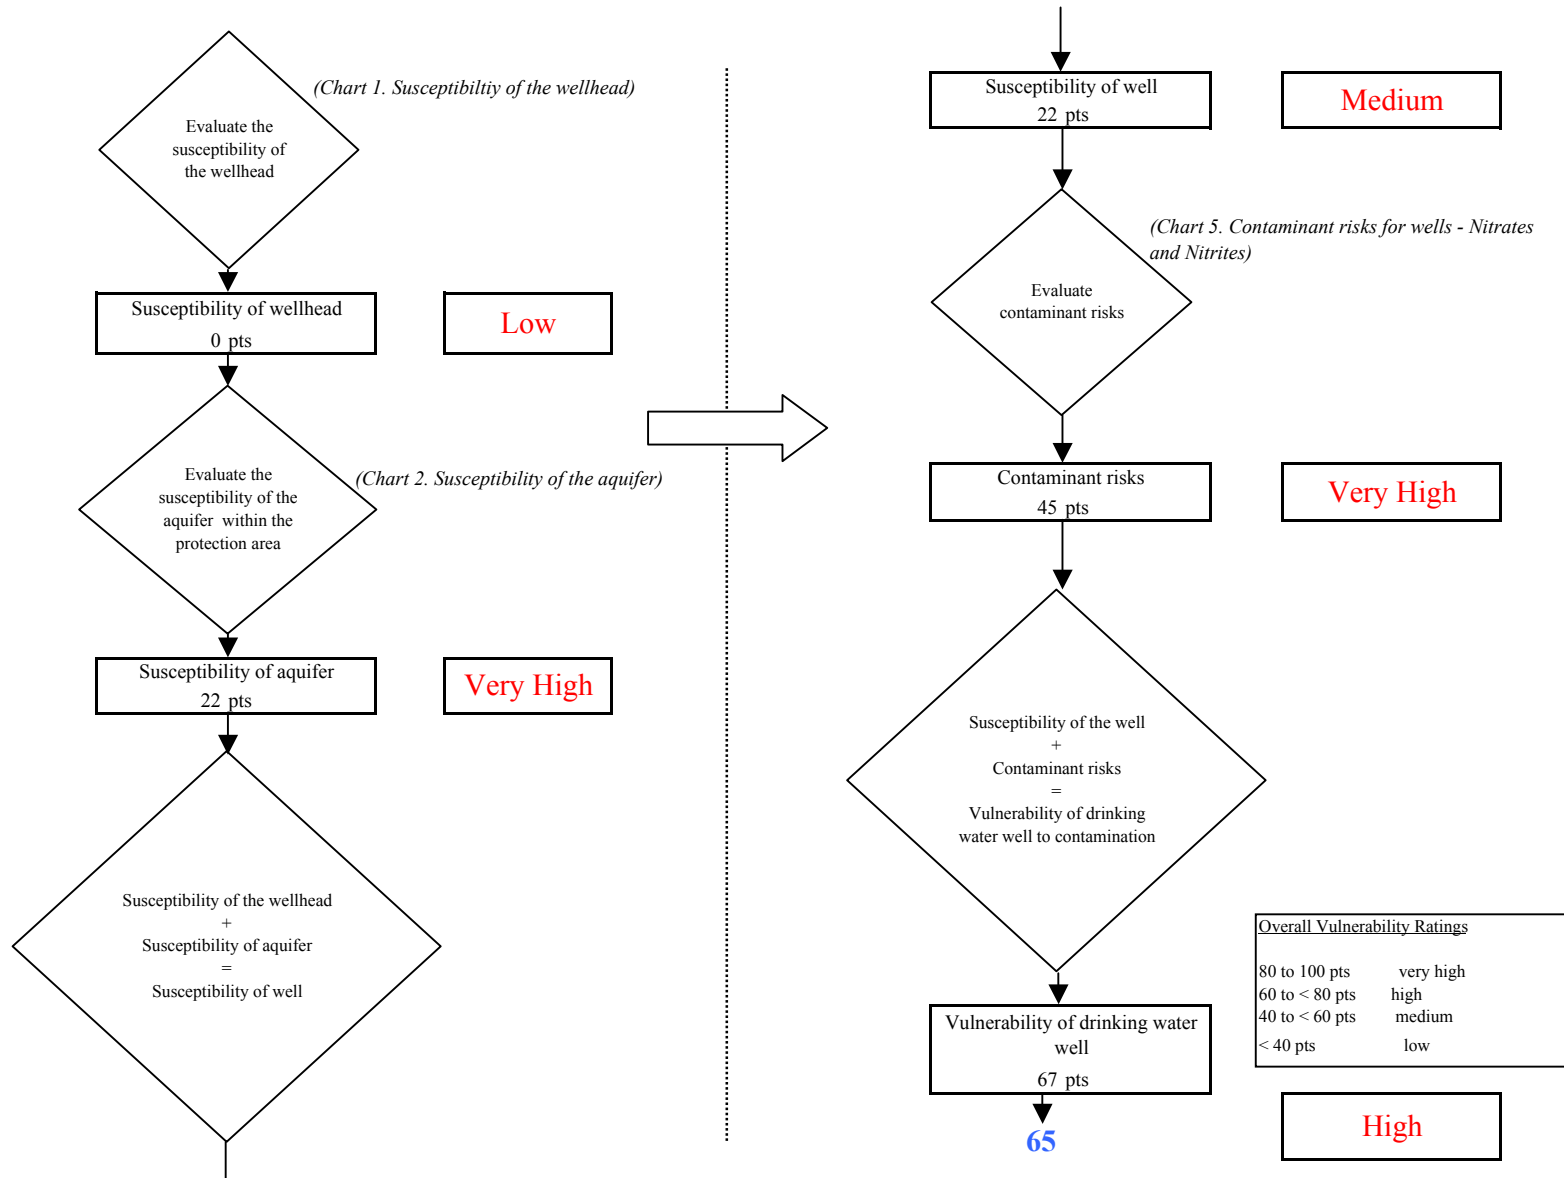 (Chart 1. Susceptibiltiy of the wellhead)
Evaluate the
susceptibility of
the wellhead
Susceptibility of wellhead
0 pts
Low
Evaluate the
susceptibility of the
aquifer within the
protection area
(Chart 2. Susceptibility of the aquifer)
Susceptibility of aquifer
22 pts
Very High
Susceptibility of the wellhead
+
Susceptibility of aquifer
=
Susceptibility of well
Susceptibility of well
22 pts
Medium
(Chart 5. Contaminant risks for wells - Nitrates
and Nitrites)
Evaluate
contaminant risks
Contaminant risks
45 pts
Very High
Susceptibility of the well
+
Contaminant risks
=
Vulnerability of drinking
water well to contamination
Overall Vulnerability Ratings
80 to 100 pts very high
60 to < 80 pts high
40 to < 60 pts medium
< 40 pts low
Vulnerability of drinking water
well
67 pts
65
High